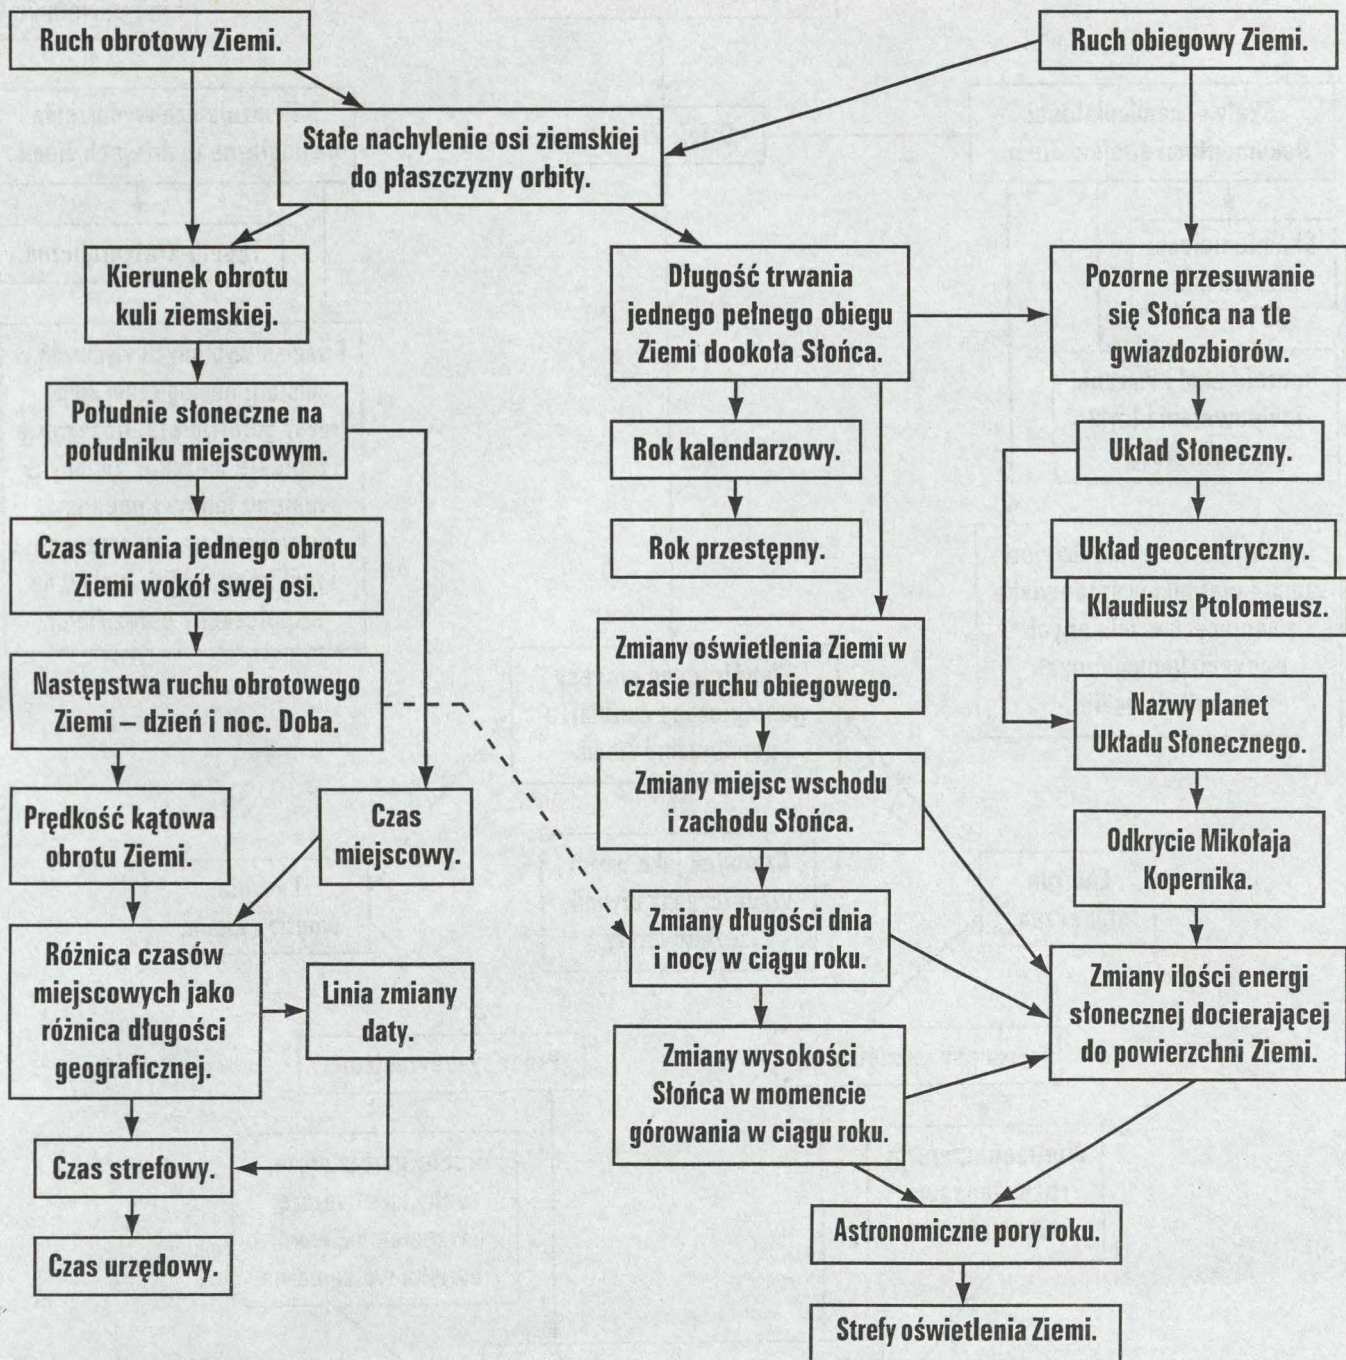 Ruch obrotowy Ziemi.
Ruch obiegowy Ziemi.
Stałe nachylenie osi ziemskiej
do płaszczyzny orbity.
Kierunek obrotu
kuli ziemskiej.
Długość trwania
jednego pełnego obiegu
Ziemi dookoła Słońca.
Pozorne przesuwanie
się Słońca na tle
gwiazdozbiorów.
Południe słoneczne na
południku miejscowym.
Rok kalendarzowy.
Układ Słoneczny.
Czas trwania jednego obrotu
Ziemi wokół swej osi.
Rok przestępny.
Układ geocentryczny.
Klaudiusz Ptolomeusz.
Następstwa ruchu obrotowego
Ziemi – dzień i noc. Doba.
Zmiany oświetlenia Ziemi w
czasie ruchu obiegowego.
Nazwy planet
Układu Słonecznego.
Prędkość kątowa
obrotu Ziemi.
Czas
miejscowy.
Zmiany miejsc wschodu
i zachodu Słońca.
Odkrycie Mikołaja
Kopernika.
Różnica czasów
miejscowych jako
różnica długości
geograficznej.
Linia zmiany
daty.
Zmiany długości dnia
i nocy w ciągu roku.
Zmiany ilości energi
słonecznej docierającej
do powierzchni Ziemi.
Zmiany wysokości
Słońca w momencie
górowania w ciągu roku.
Czas strefowy.
Czas urzędowy.
Astronomiczne pory roku.
Strefy oświetlenia Ziemi.